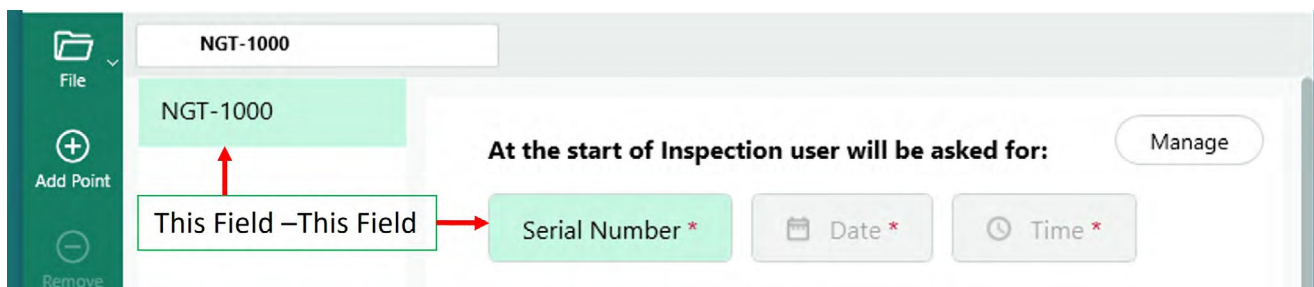 NGT-1000
File
NGT-1000
Add Point
At the start of Inspection user will be asked for:
Manage
This Field –This Field
Serial Number *
Date *
Time *
Remove